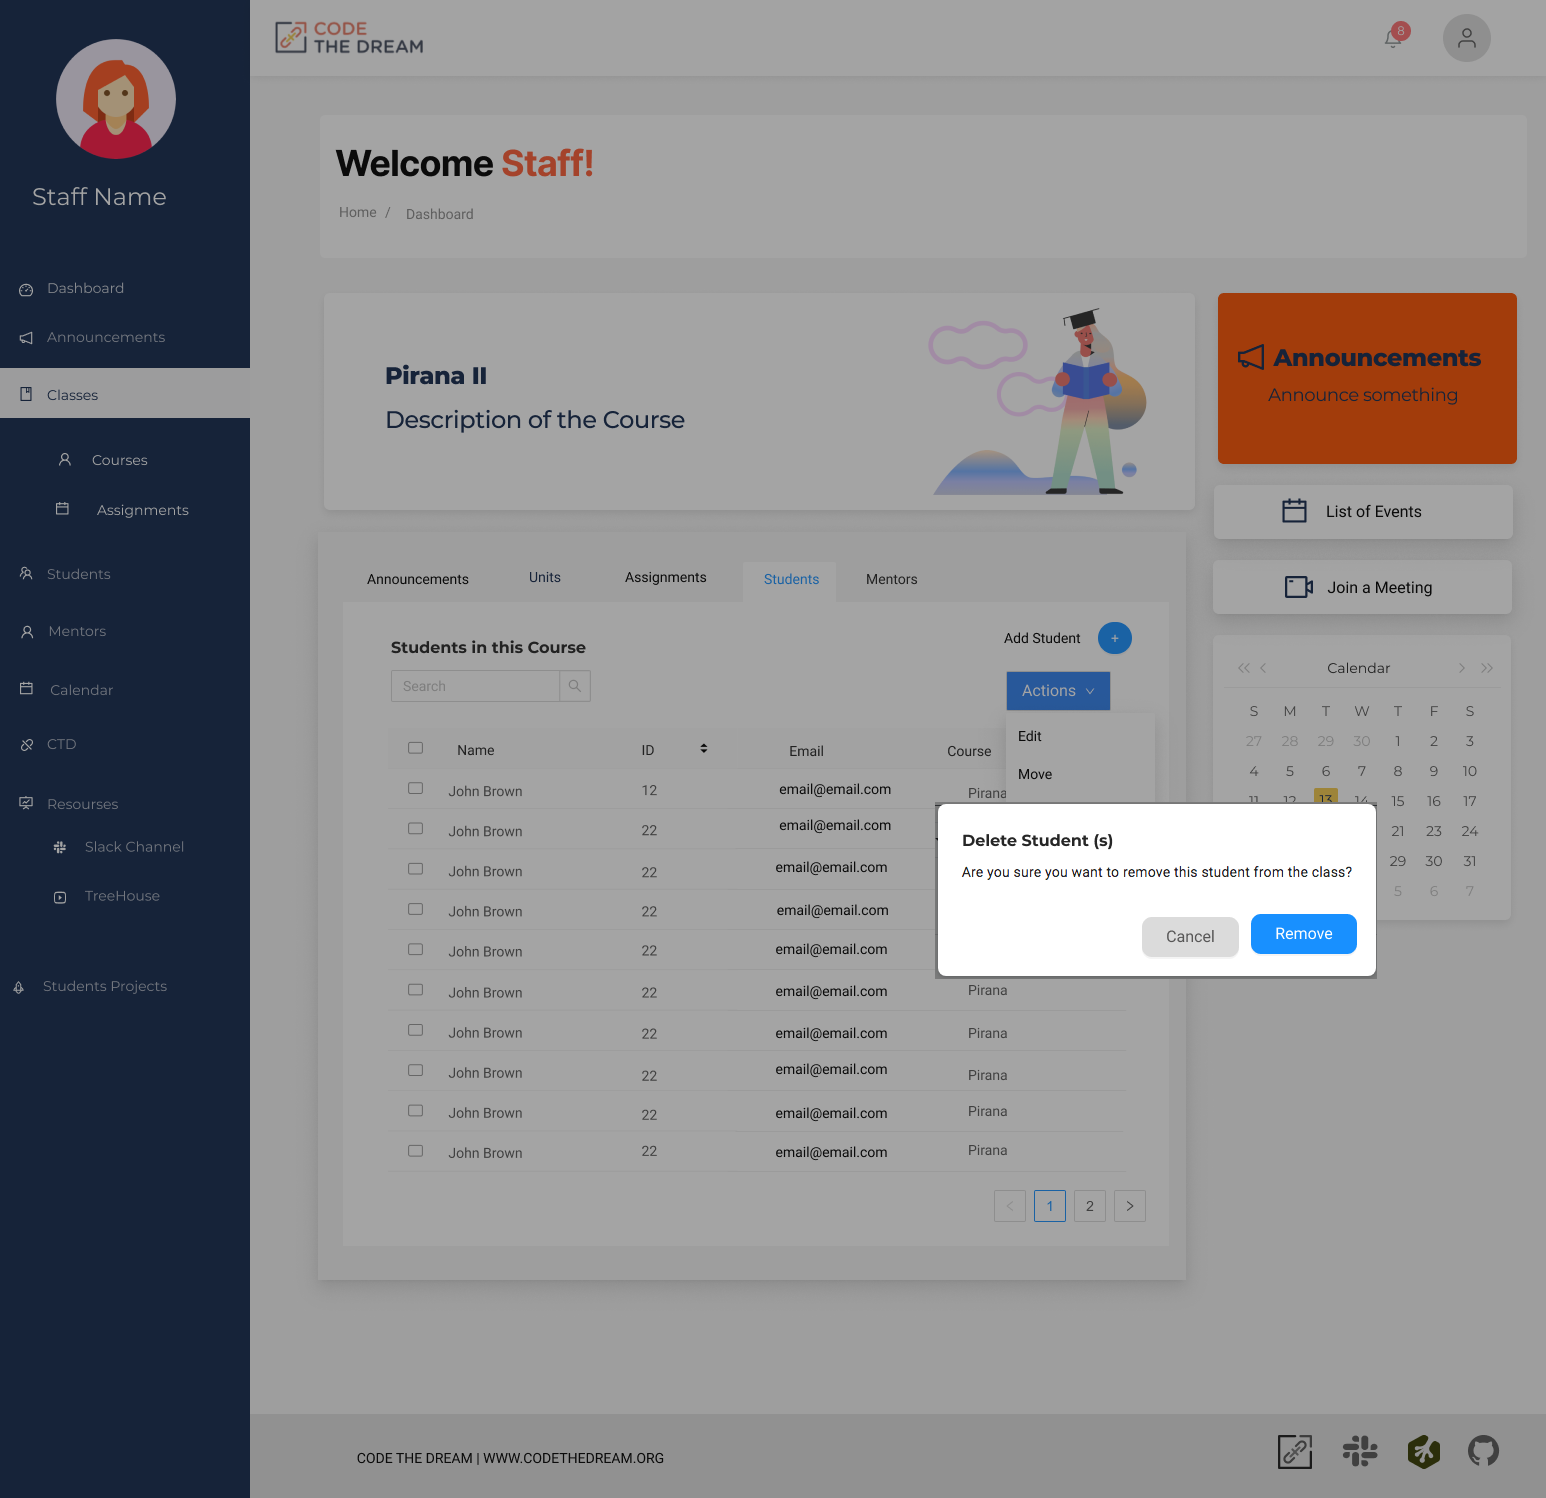 CODE
THE DREAM
8
Staff Name
Dashboard
Announcements
Classes
Courses
Assignments
Students
Mentors
Calendar
CTD
Resourses
Slack Channel
TreeHouse
Students Projects
Welcome Staff!
Home / Dashboard
Pirana II
Description of the Course
Announcements
Announce something
List of Events
Join a Meeting
Calendar
S M T W T F S
27 28 29 30 1 2 3
4 5 6 7 8 9 10
11 12 13 14 15 16 17
21 23 24
29 30 31
5 6 7
Announcements Units Assignments Students Mentors
Students in this Course
Add Student +
Search
Actions
Edit
Move
Name ID Email Course
John Brown 12 email@email.com Pirana
John Brown 22 email@email.com
John Brown 22 email@email.com
John Brown 22 email@email.com
John Brown 22 email@email.com
John Brown 22 email@email.com Pirana
John Brown 22 email@email.com Pirana
John Brown 22 email@email.com Pirana
John Brown 22 email@email.com Pirana
John Brown 22 email@email.com Pirana
Delete Student (s)
Are you sure you want to remove this student from the class?
Cancel Remove
< 1 2 >
CODE THE DREAM | WWW.CODETHEDREAM.ORG